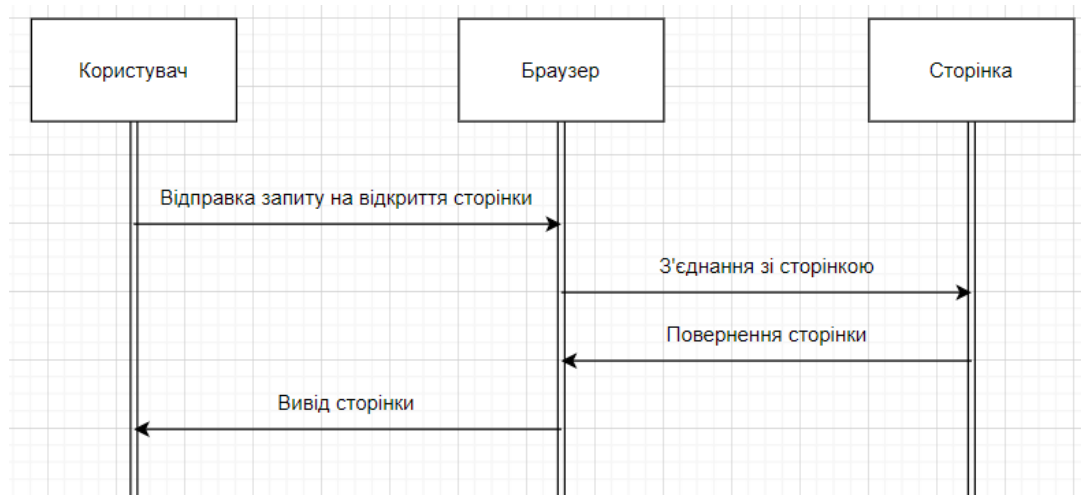 Користувач
Браузер
Сторінка
Відправка запиту на відкриття сторінки
З'єднання зі сторінкою
Повернення сторінки
Вивід сторінки